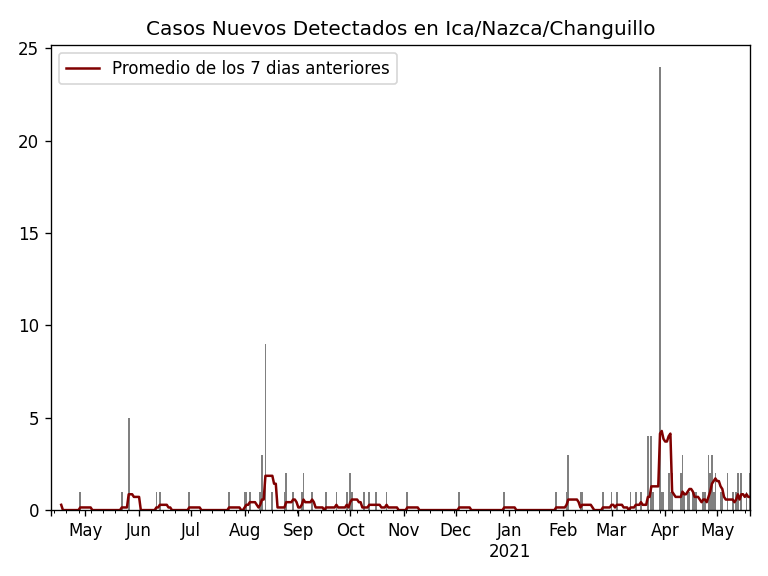 Casos Nuevos Detectados en Ica/Nazca/Changuillo
Promedio de los 7 dias anteriores
25
20
15
10
5
0
May Jun Jul Aug Sep Oct Nov Dec Jan Feb Mar Apr May
2021